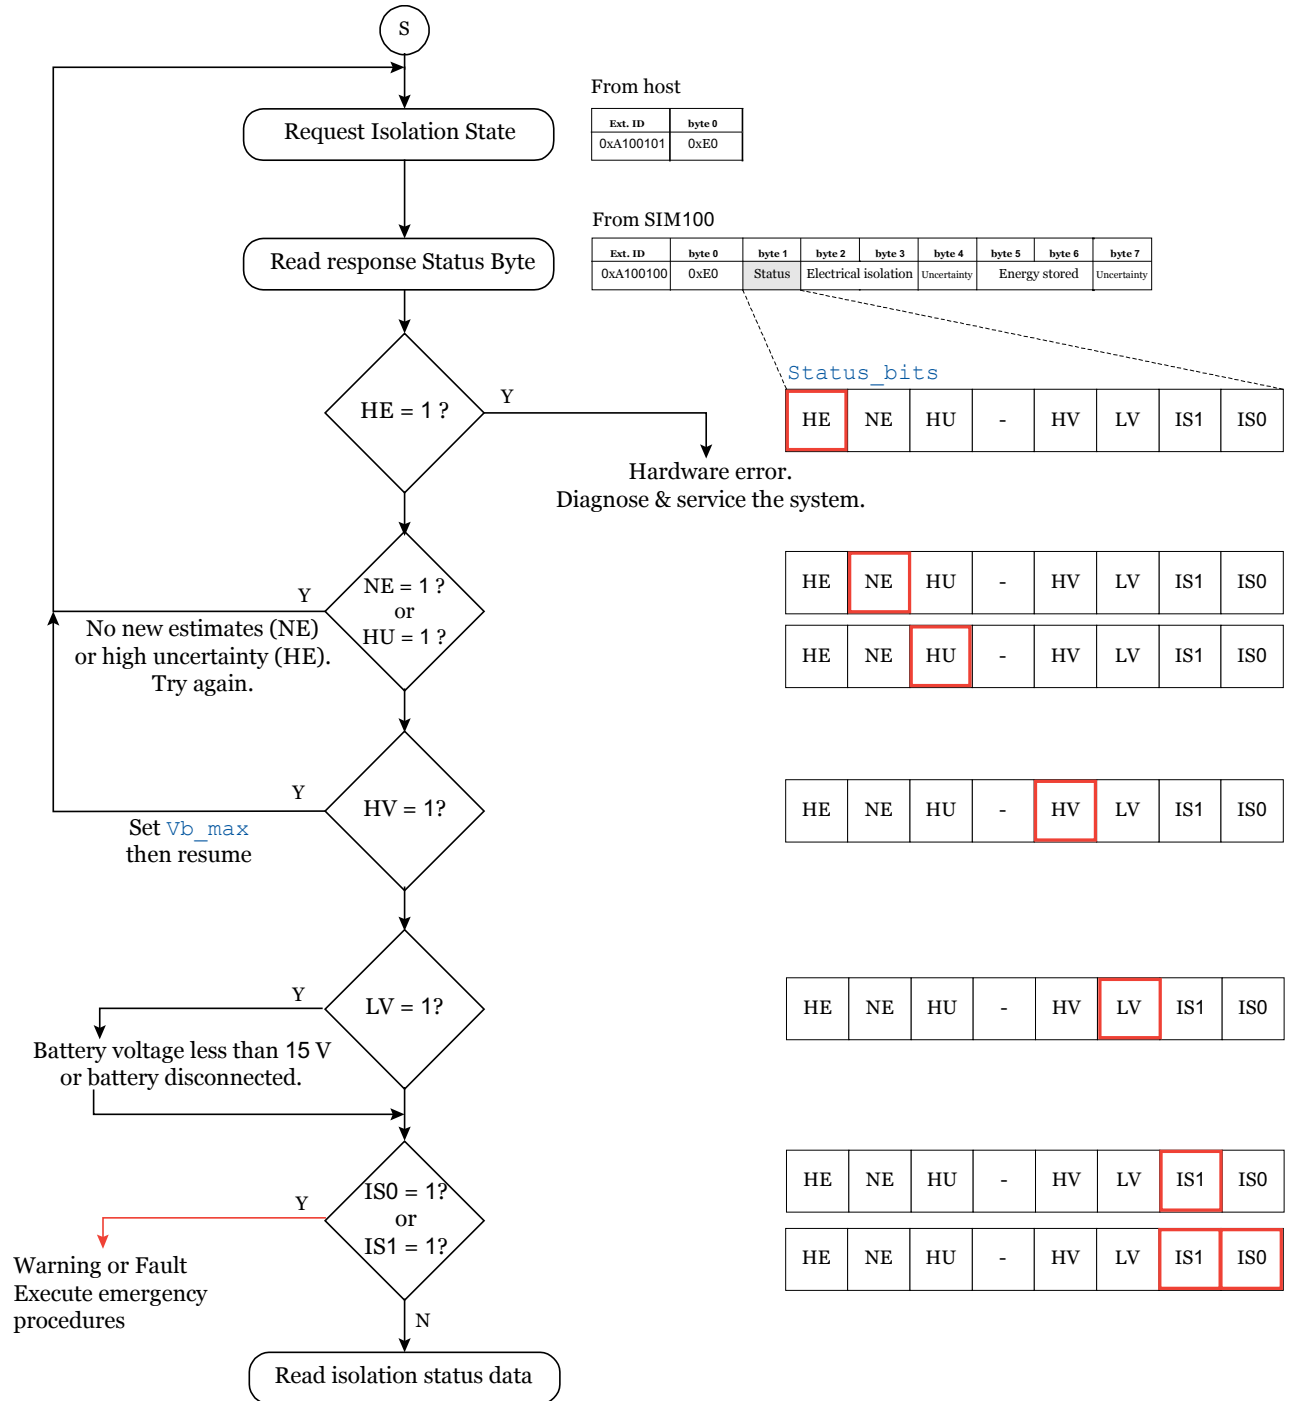 S
From host
Ext. ID byte 0
0xA100101 0xE0
Request Isolation State
From SIM100
Ext. ID byte 0 byte 1 byte 2 byte 3 byte 4 byte 5 byte 6 byte 7
0xA100100 0xE0 Status Electrical isolation Uncertainty Energy stored Uncertainty
Read response Status Byte
Status_bits
HE NE HU - HV LV IS1 IS0
HE = 1 ?
Y
Hardware error.
Diagnose & service the system.
HE NE HU - HV LV IS1 IS0
NE = 1 ?
or
HU = 1 ?
Y
No new estimates (NE)
or high uncertainty (HE).
Try again.
HE NE HU - HV LV IS1 IS0
HV = 1?
Y
Set Vb_max
then resume
HE NE HU - HV LV IS1 IS0
LV = 1?
Y
Battery voltage less than 15 V
or battery disconnected.
HE NE HU - HV LV IS1 IS0
HE NE HU - HV LV IS1 IS0
IS0 = 1?
or
IS1 = 1?
Y
Warning or Fault
Execute emergency
procedures
HE NE HU - HV LV IS1 IS0
N
Read isolation status data